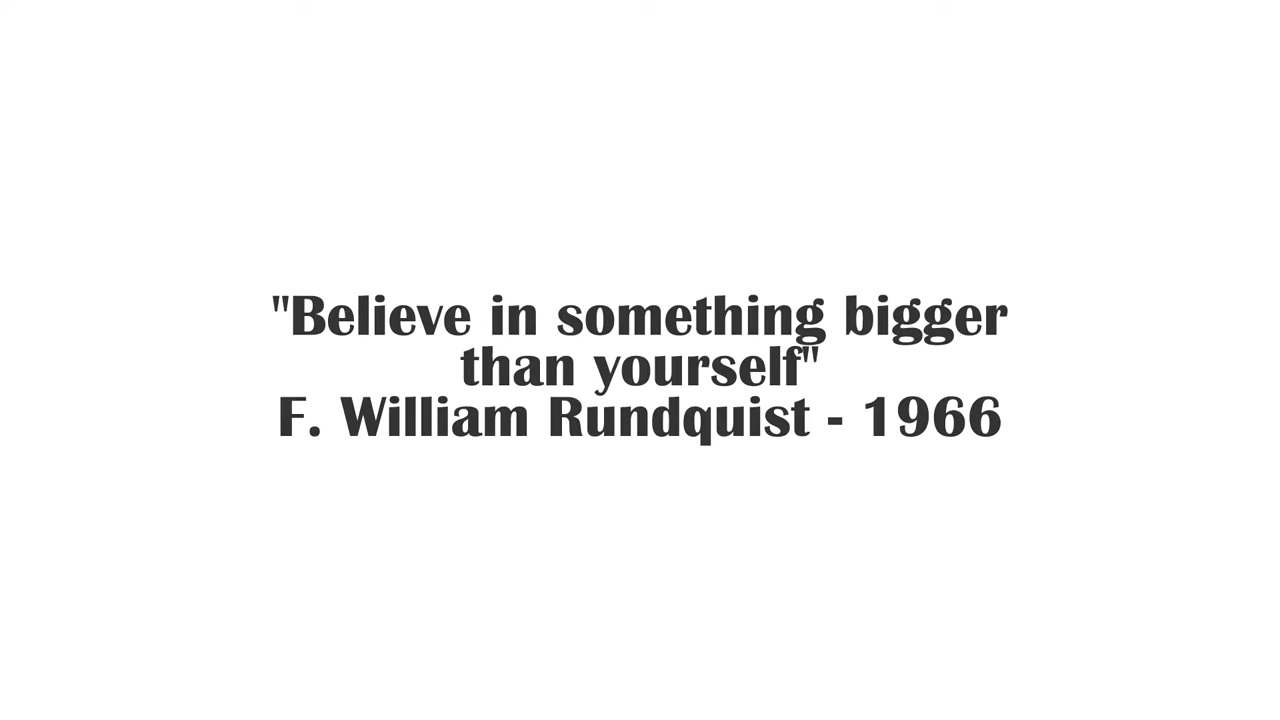 "Believe in something bigger
than yourself"
F. William Rundquist - 1966